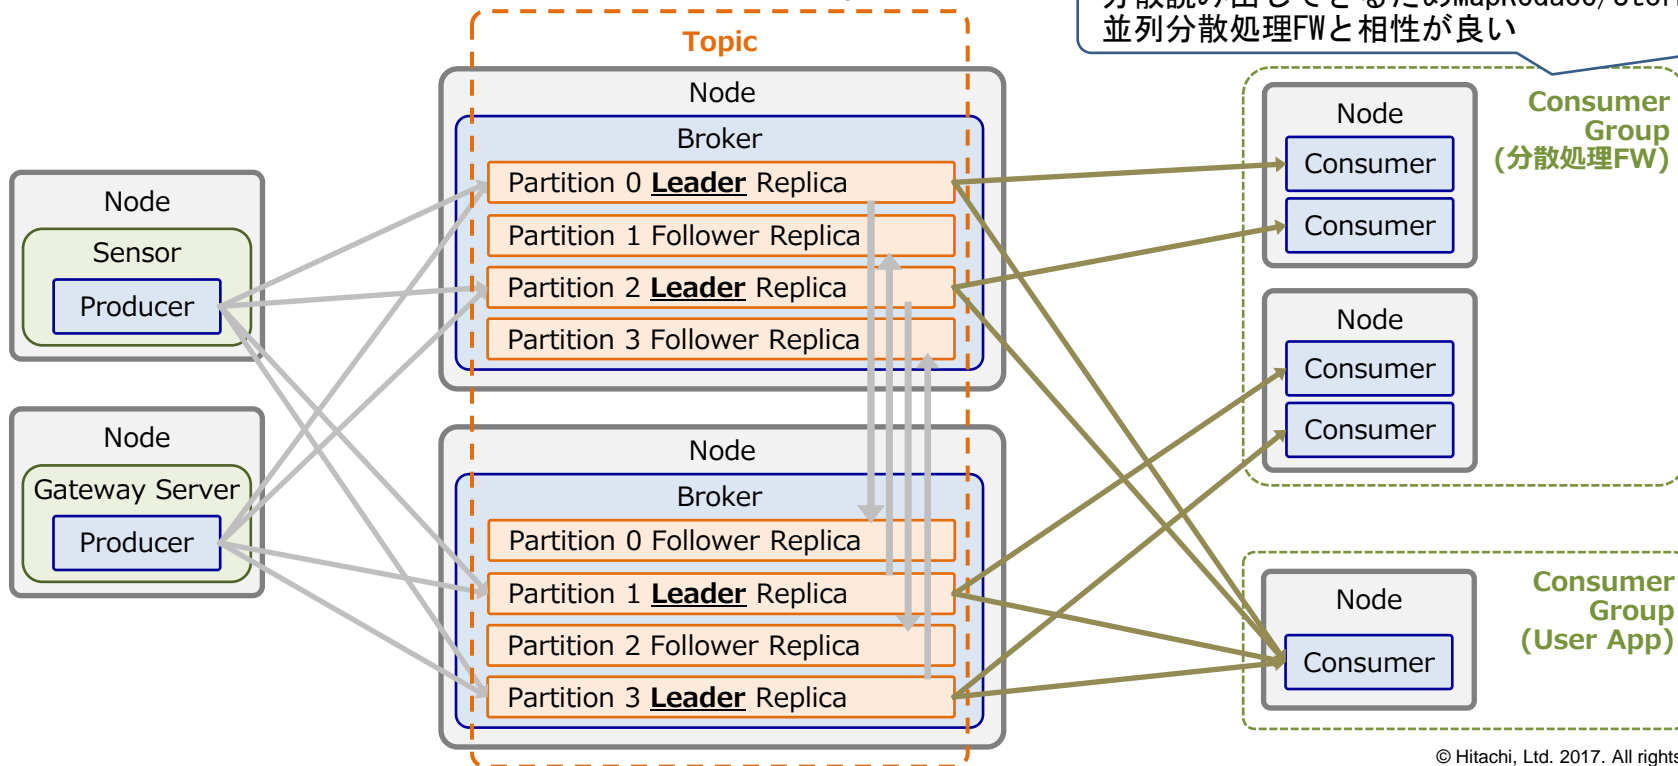 並列分散処理FWと相性が良い
Topic
Node
Broker
Partition 0 Leader Replica
Partition 1 Follower Replica
Partition 2 Leader Replica
Partition 3 Follower Replica
Node
Broker
Partition 0 Follower Replica
Partition 1 Leader Replica
Partition 2 Follower Replica
Partition 3 Leader Replica
Node
Sensor
Producer
Node
Gateway Server
Producer
Node
Consumer
Consumer
Consumer
Group
(分散処理FW)
Node
Consumer
Consumer
Node
Consumer
Consumer
Group
(User App)
© Hitachi, Ltd. 2017. All rights